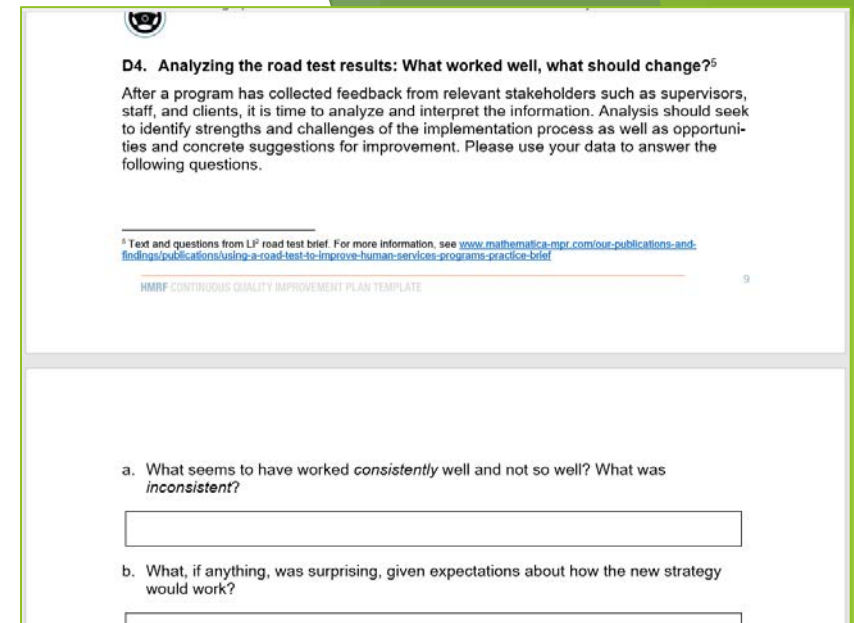 D4. Analyzing the road test results: What worked well, what should change?⁵
After a program has collected feedback from relevant stakeholders such as supervisors,
staff, and clients, it is time to analyze and interpret the information. Analysis should seek
to identify strengths and challenges of the implementation process as well as opportuni-
ties and concrete suggestions for improvement. Please use your data to answer the
following questions.
⁵ Text and questions from LI² road test brief. For more information, see www.mathematica-mpr.com/our-publications-and-
findings/publications/using-a-road-test-to-improve-human-services-programs-practice-brief
HMRF CONTINUOUS QUALITY IMPROVEMENT PLAN TEMPLATE
9
a. What seems to have worked consistently well and not so well? What was
inconsistent?
b. What, if anything, was surprising, given expectations about how the new strategy
would work?